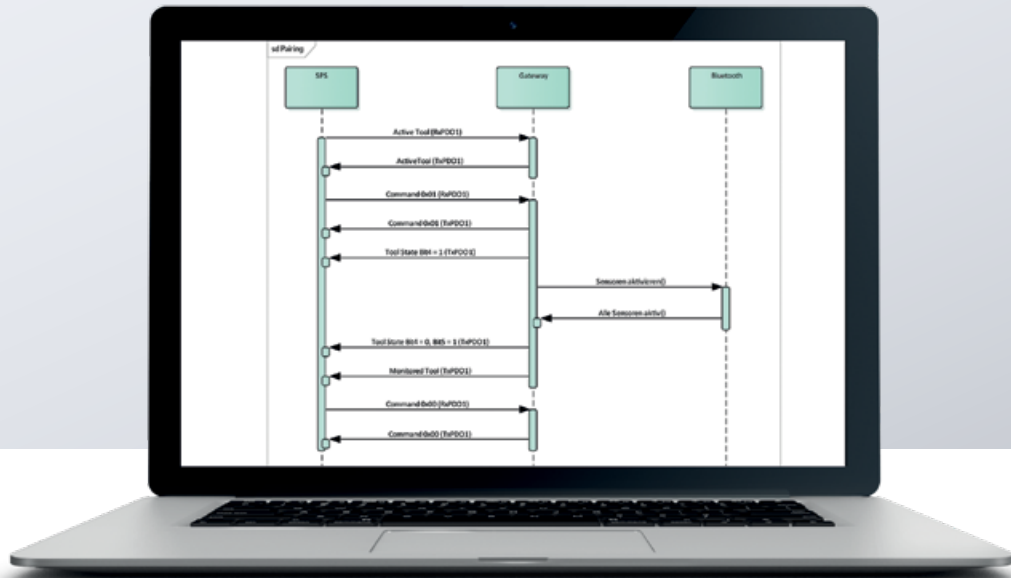 sd Pairing
SPS
Gateway
Bluetooth
Active Tool (RxPDO1)
ActiveTool (TxPDO1)
Command 0x01 (RxPDO1)
Command 0x01 (TxPDO1)
Tool State Bit4 = 1 (TxPDO1)
Sensoren aktivieren()
Alle Sensoren aktiv()
Tool State Bit4 = 0, Bit5 = 1 (TxPDO1)
Monitored Tool (TxPDO1)
Command 0x00 (RxPDO1)
Command 0x00 (TxPDO1)